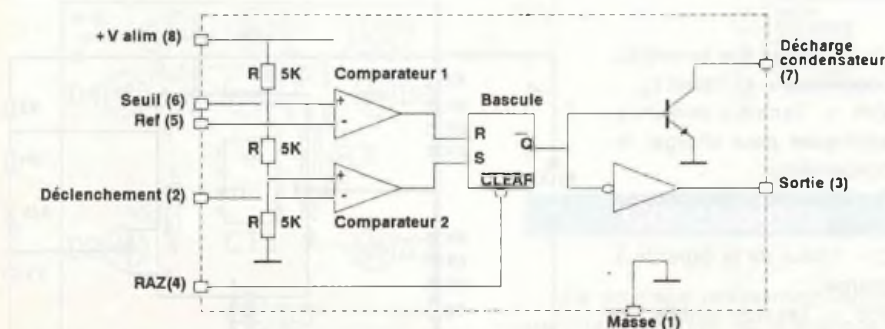 +V alim (8)
R 5K
Comparateur 1
Seuil (6)
Ref (5)
+
-
R 5K
Déclenchement (2)
+
-
R 5K
Comparateur 2
RAZ(4)
Bascule
R
S
Q
CLEAR
Décharge
condensateur
(7)
Sortie (3)
Masse (1)